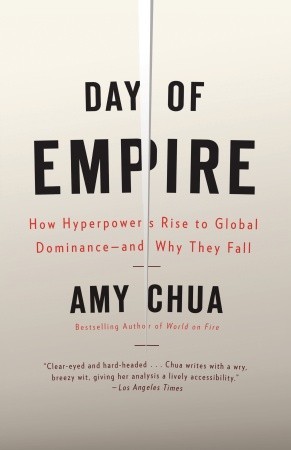 DAY OF
EMPIRE
How Hyperpowers Rise to Global
Dominance—and Why They Fall
AMY CHUA
Bestselling Author of World on Fire
"Clear-eyed and hard-headed . . . Chua writes with a wry,
breezy wit, giving her analysis a lively accessibility."
—Los Angeles Times